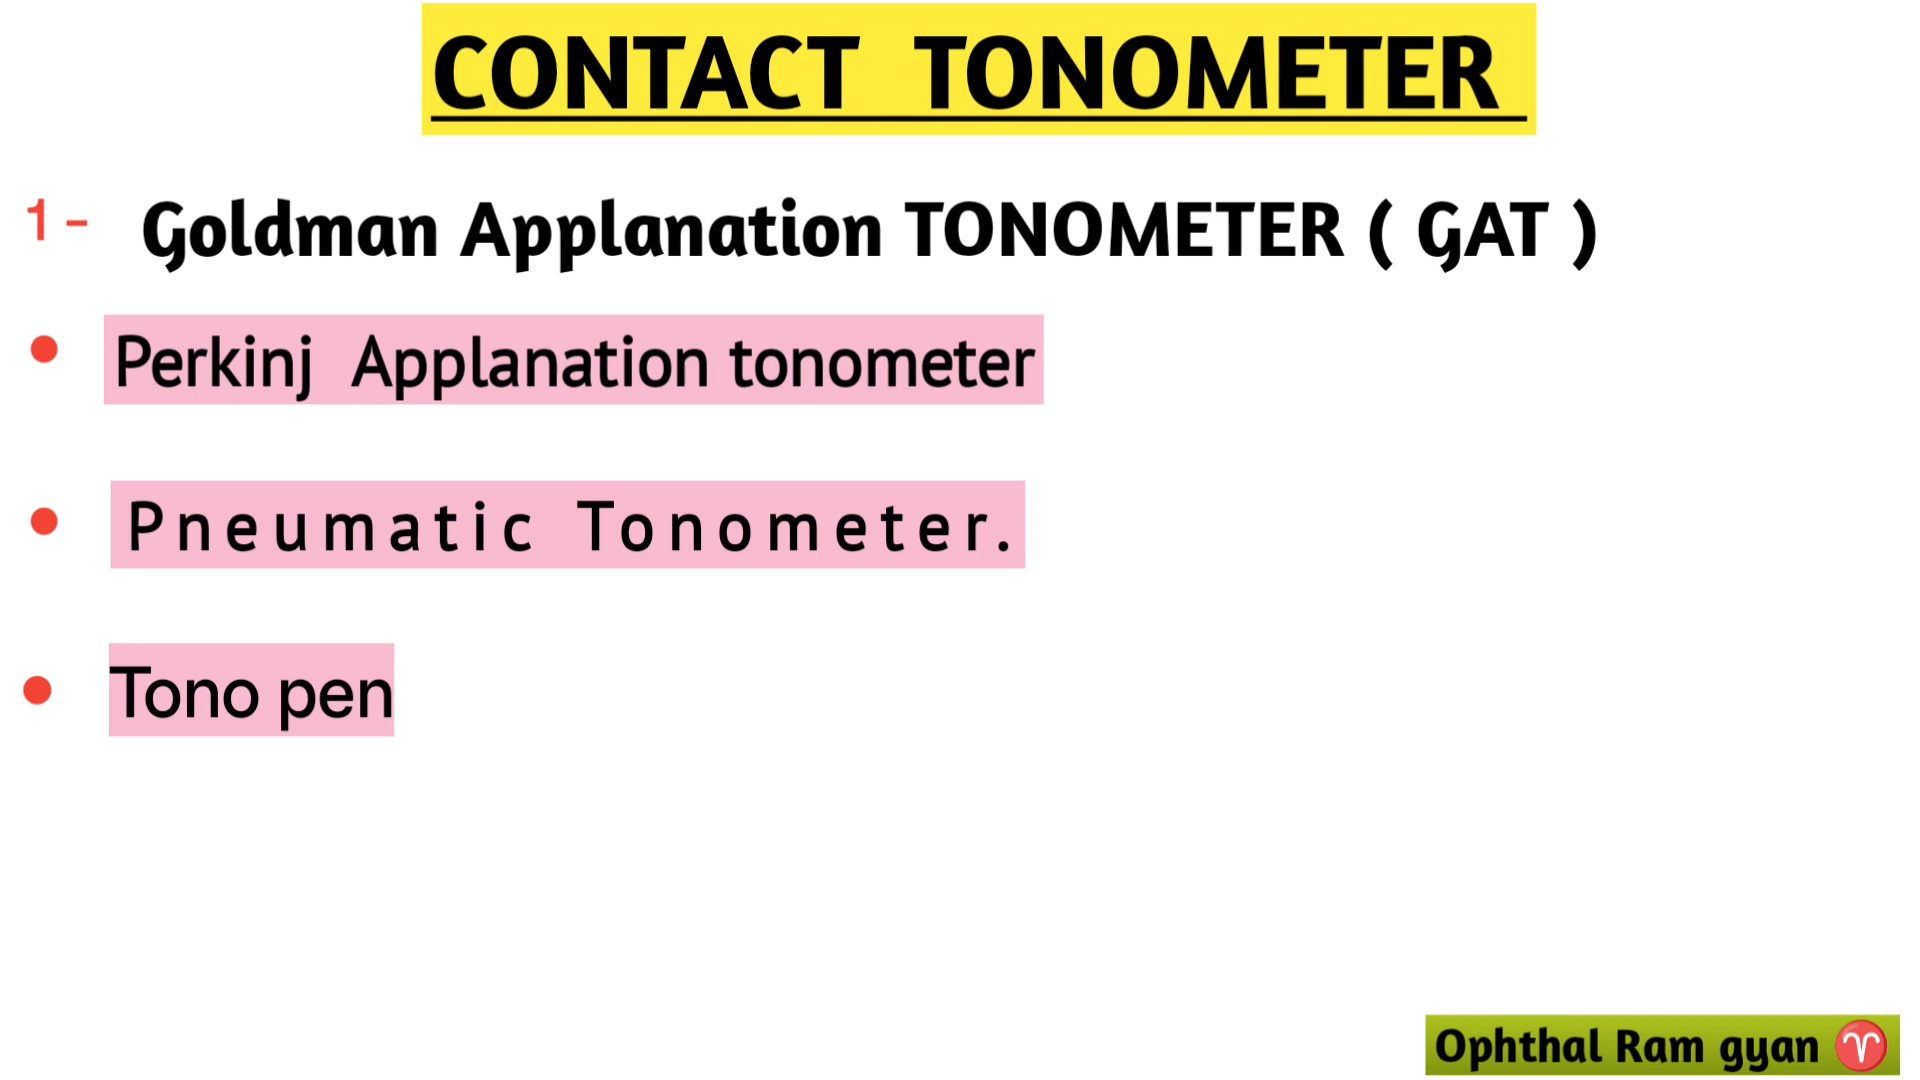 CONTACT TONOMETER
1- Goldman Applanation TONOMETER ( GAT )
• Perkinj Applanation tonometer
• Pneumatic Tonometer.
• Tono pen
Ophthal Ram gyan ♈